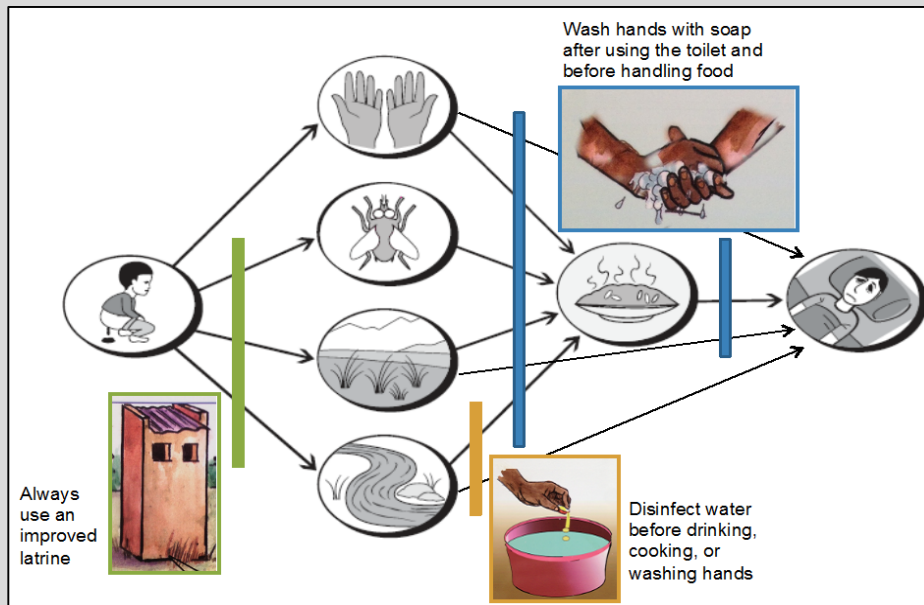 Wash hands with soap
after using the toilet and
before handling food
Always
use an
improved
latrine
Disinfect water
before drinking,
cooking, or
washing hands